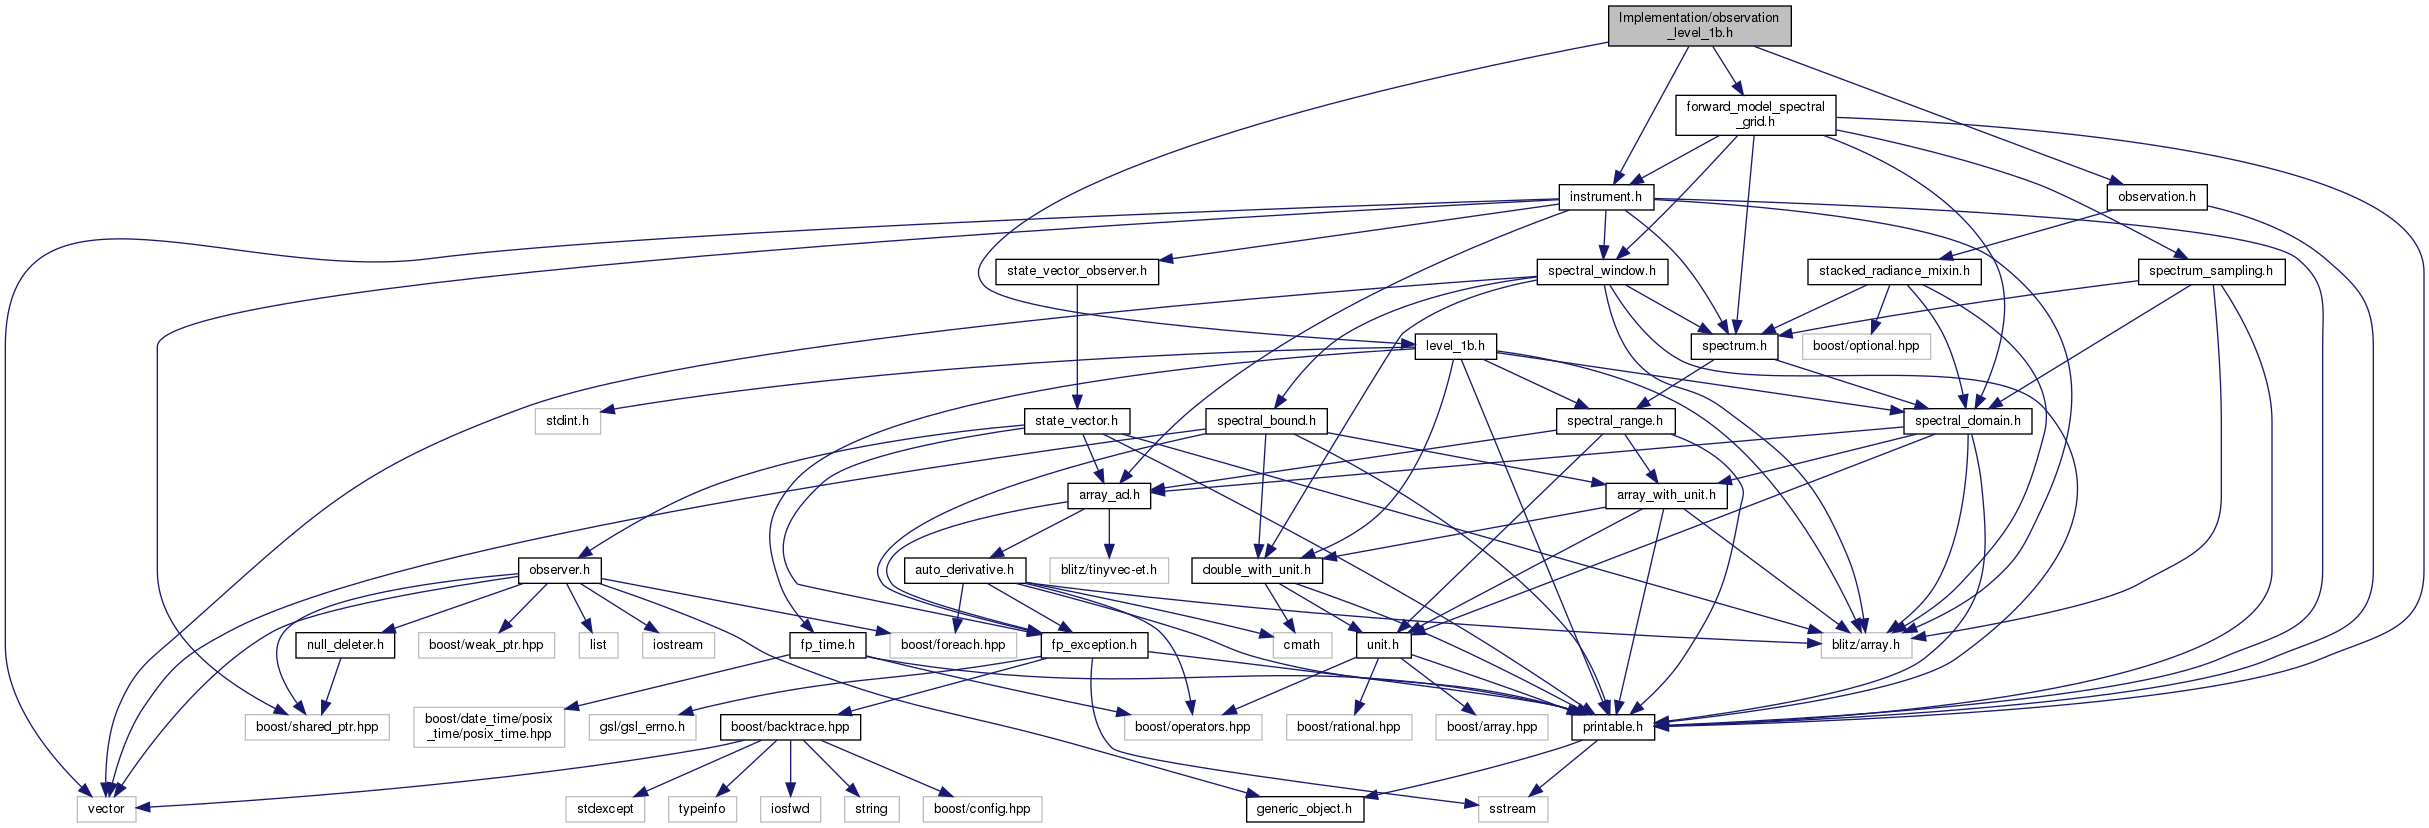 Implementation/observation
_level_1b.h
forward_model_spectral
_grid.h
instrument.h
observation.h
state_vector_observer.h
spectral_window.h
stacked_radiance_mixin.h
spectrum_sampling.h
level_1b.h
spectrum.h
boost/optional.hpp
stdint.h
state_vector.h
spectral_bound.h
spectral_range.h
spectral_domain.h
array_ad.h
array_with_unit.h
observer.h
auto_derivative.h
blitz/tinyvec-et.h
double_with_unit.h
null_deleter.h
boost/weak_ptr.hpp
list
iostream
fp_time.h
boost/foreach.hpp
fp_exception.h
cmath
unit.h
blitz/array.h
boost/shared_ptr.hpp
boost/date_time/posix
_time/posix_time.hpp
gsl/gsl_errno.h
boost/backtrace.hpp
boost/operators.hpp
boost/rational.hpp
boost/array.hpp
printable.h
vector
stdexcept
typeinfo
iosfwd
string
boost/config.hpp
generic_object.h
sstream